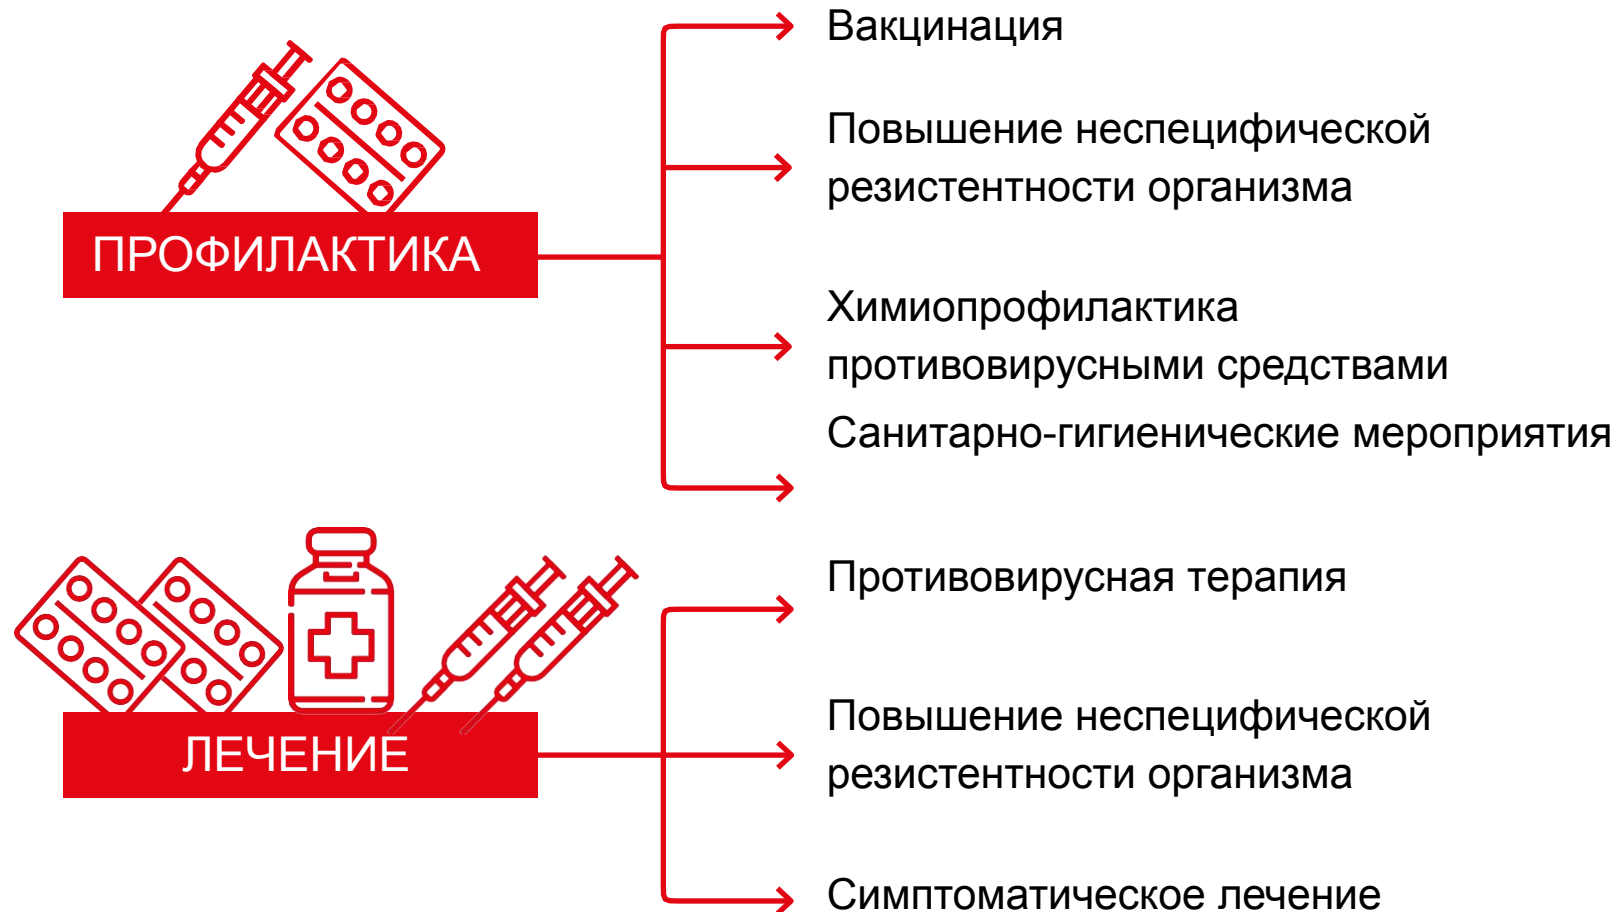 ПРОФИЛАКТИКА
Вакцинация
Повышение неспецифической
резистентности организма
Химиопрофилактика
противовирусными средствами
Санитарно-гигиенические мероприятия
ЛЕЧЕНИЕ
Противовирусная терапия
Повышение неспецифической
резистентности организма
Симптоматическое лечение